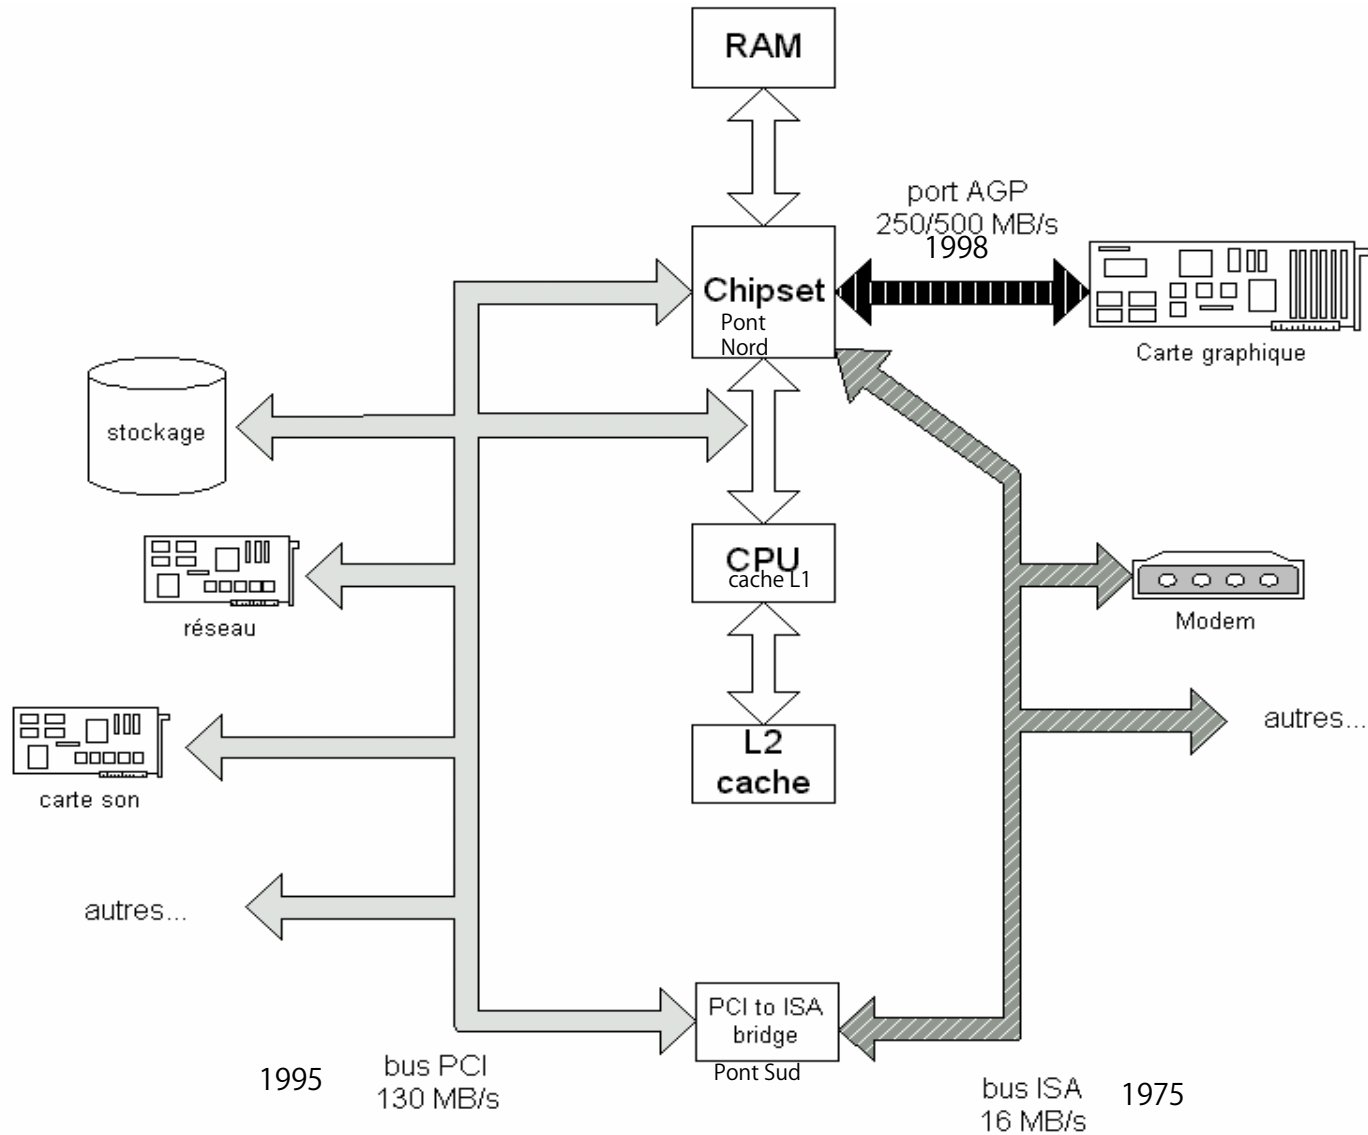 RAM
port AGP
250/500 MB/s
1998
Chipset
Pont
Nord
Carte graphique
stockage
CPU
cache L1
réseau
Modem
L2
cache
autres...
carte son
autres...
PCI to ISA
bridge
Pont Sud
1995
bus PCI
130 MB/s
bus ISA
16 MB/s
1975